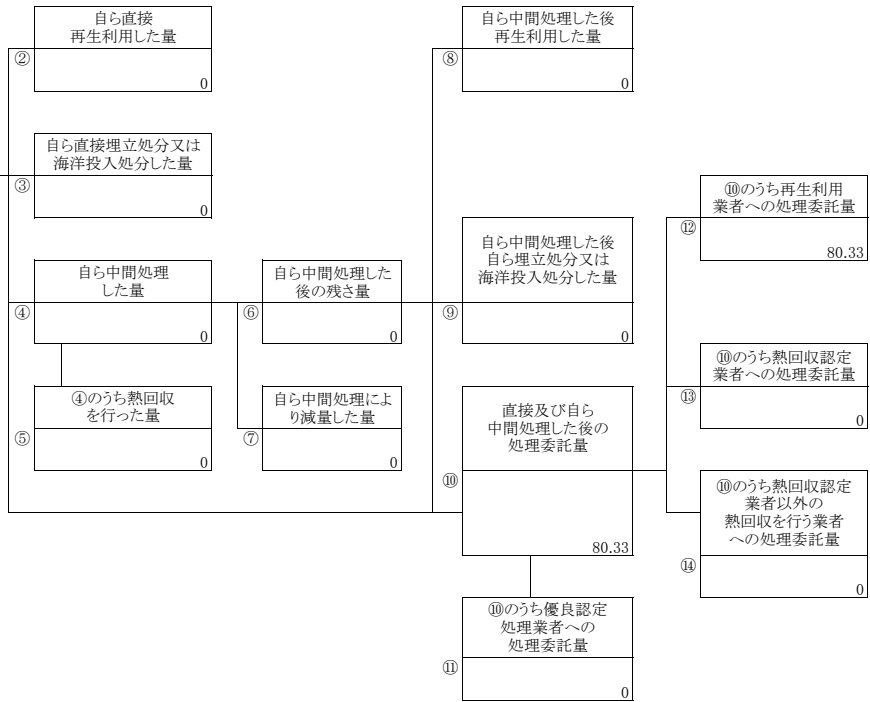 自ら直接
再生利用した量
②
0
自ら直接埋立処分又は
海洋投入処分した量
③
0
自ら中間処理
した量
④
0
④のうち熱回収
を行った量
⑤
0
自ら中間処理した
後の残さ量
⑥
0
自ら中間処理によ
り減量した量
⑦
0
自ら中間処理した後
再生利用した量
⑧
0
自ら中間処理した後
自ら埋立処分又は
海洋投入処分した量
⑨
0
直接及び自ら
中間処理した後の
処理委託量
⑩
80.33
⑩のうち優良認定
処理業者への
処理委託量
⑪
0
⑩のうち再生利用
業者への処理委託量
⑫
80.33
⑩のうち熱回収認定
業者への処理委託量
⑬
0
⑩のうち熱回収認定
業者以外の
熱回収を行う業者
への処理委託量
⑭
0